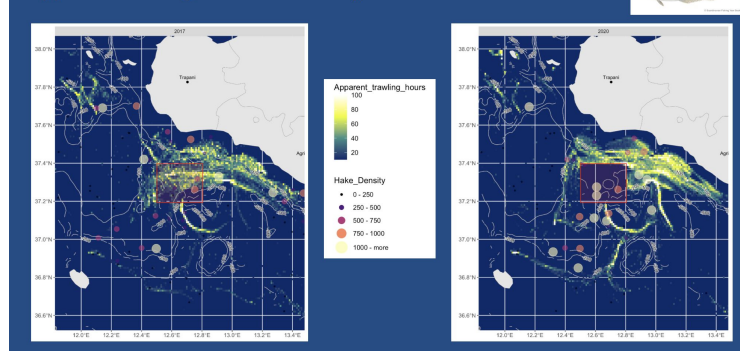 2017
38.0°N
37.8°N
37.6°N
37.4°N
37.2°N
37.0°N
36.8°N
36.6°N
Trapani
Agri
12.0°E 12.2°E 12.4°E 12.6°E 12.8°E 13.0°E 13.2°E 13.4°E
Apparent_trawling_hours
100
80
60
40
20
Hake_Density
0 - 250
250 - 500
500 - 750
750 - 1000
1000 - more
2020
38.0°N
37.8°N
37.6°N
37.4°N
37.2°N
37.0°N
36.8°N
36.6°N
Trapani
Agri
12.0°E 12.2°E 12.4°E 12.6°E 12.8°E 13.0°E 13.2°E 13.4°E